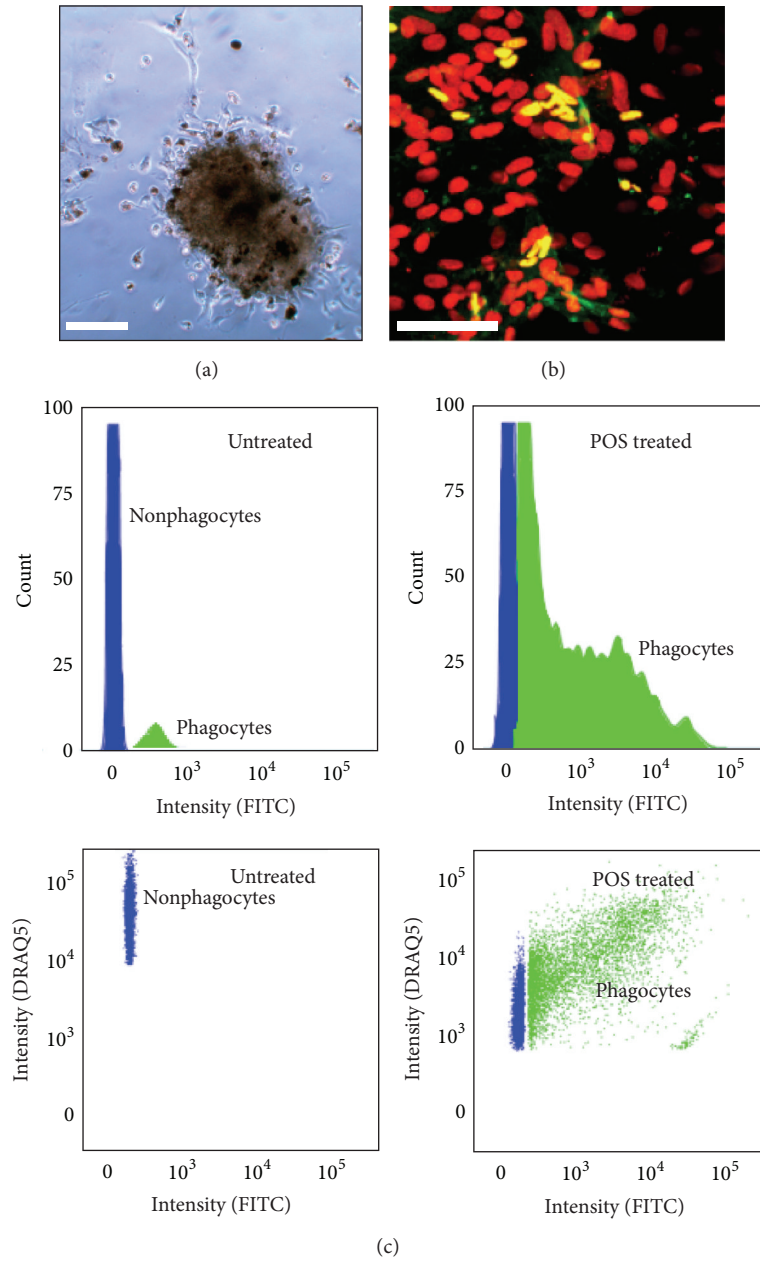 (a)
(b)
100
75
50
25
0
Count
Untreated
Nonphagocytes
Phagocytes
0
10³
10⁴
10⁵
Intensity (FITC)
100
75
50
25
0
Count
POS treated
Phagocytes
0
10³
10⁴
10⁵
Intensity (FITC)
10⁵
10⁴
10³
0
Intensity (DRAQ5)
Untreated
Nonphagocytes
0
10³
10⁴
10⁵
Intensity (FITC)
10⁵
10⁴
10³
0
Intensity (DRAQ5)
POS treated
Phagocytes
0
10³
10⁴
10⁵
Intensity (FITC)
(c)